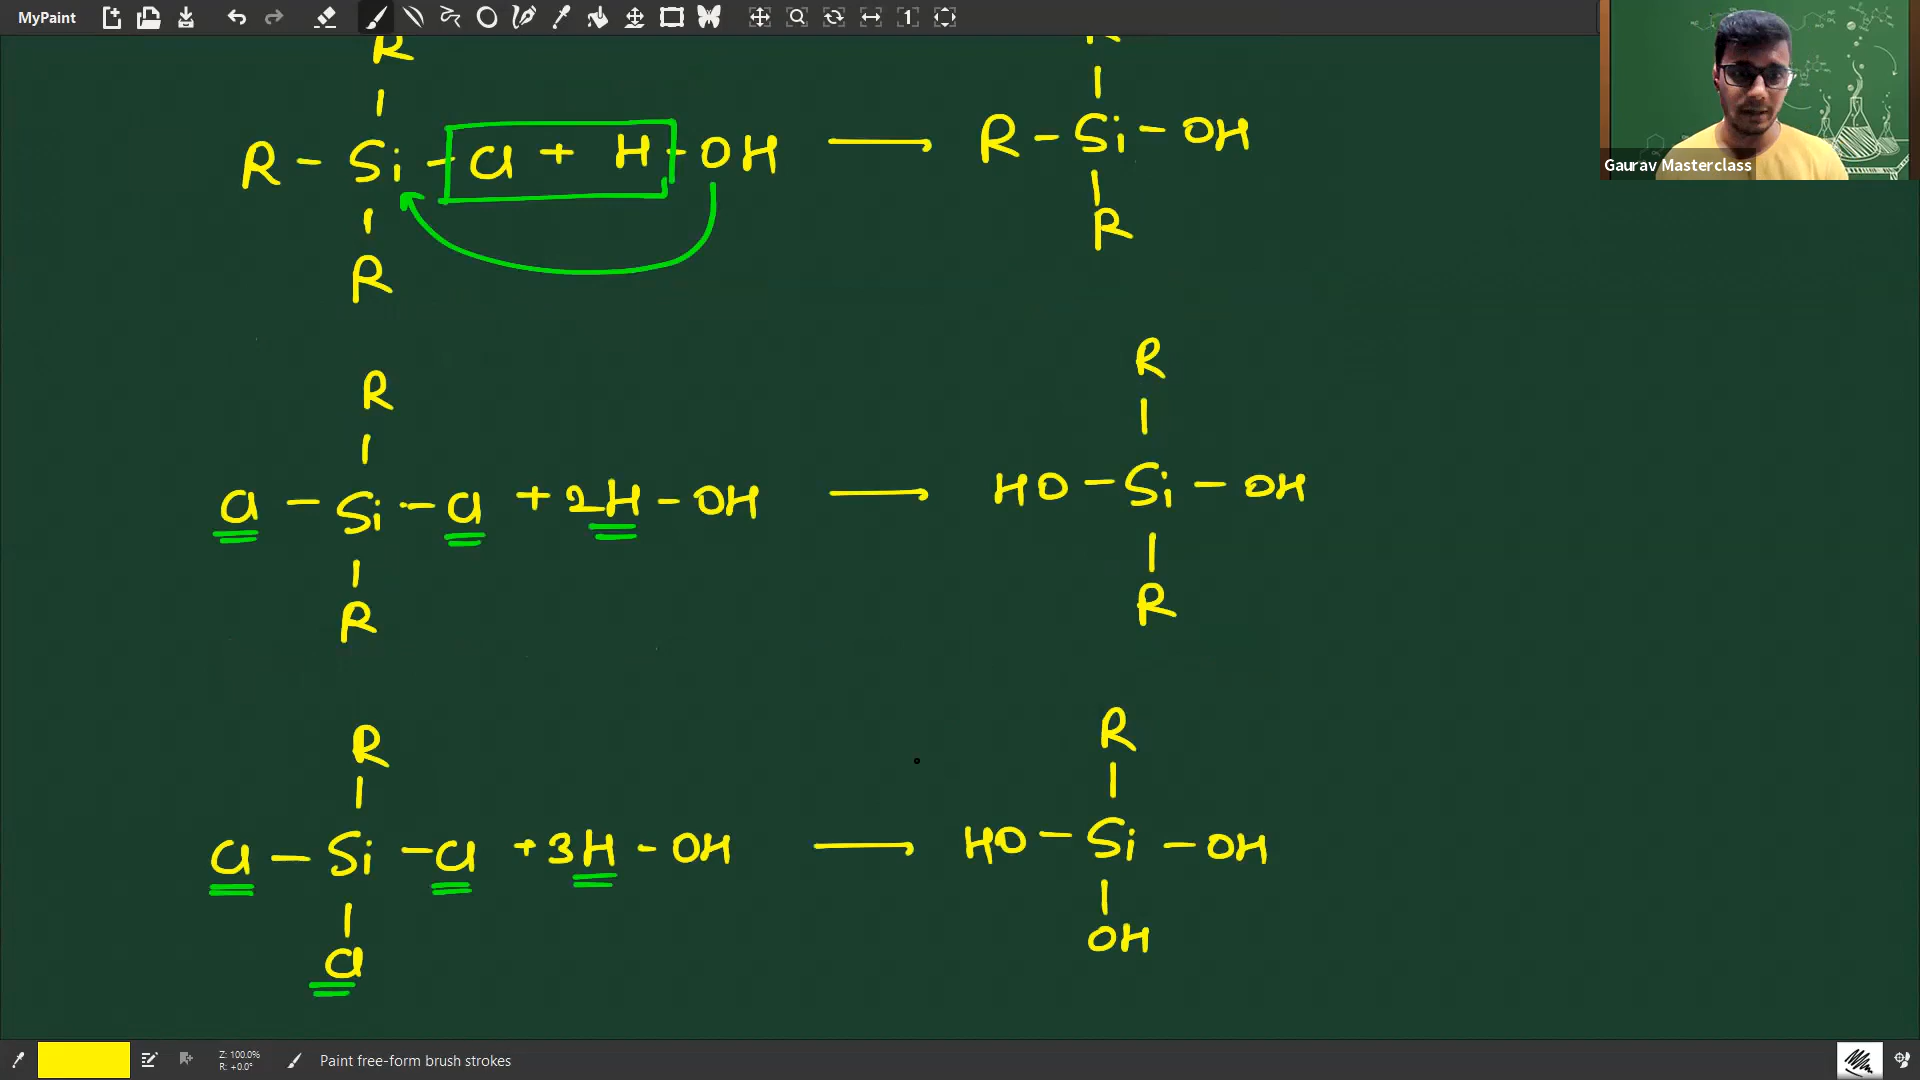 MyPaint
R
R
R – Si – Cl + H – OH ⟶ R – Si – OH
Gaurav Masterclass
R
R
R
R
Cl – Si – Cl + 2H – OH ⟶ HO – Si – OH
R
R
R
R
Cl – Si – Cl + 3H – OH ⟶ HO – Si – OH
Cl
OH
Z: 100.0%
R: +0.0°
Paint free-form brush strokes